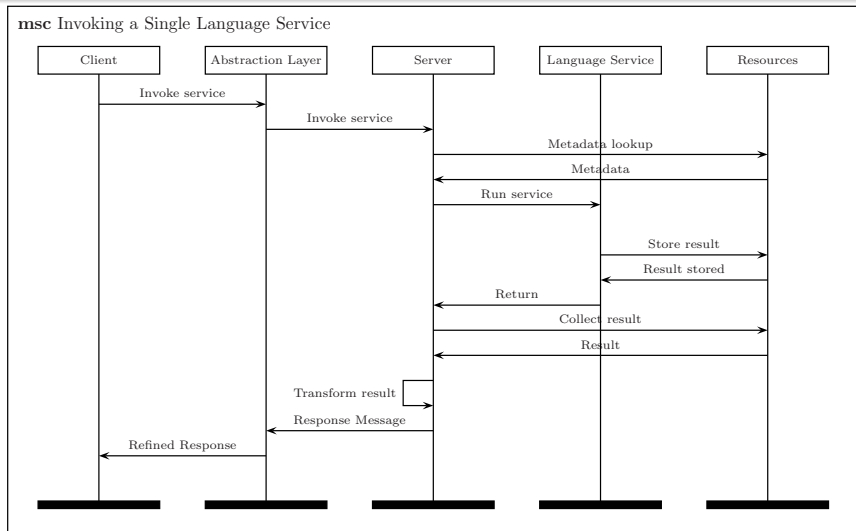 msc Invoking a Single Language Service
Client
Abstraction Layer
Server
Language Service
Resources
Invoke service
Invoke service
Metadata lookup
Metadata
Run service
Store result
Result stored
Return
Collect result
Result
Transform result
Response Message
Refined Response